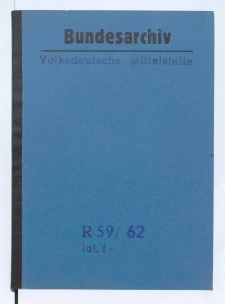 Bundesarchiv
Volksdeutsche Mittelstelle
R 59/ 62
fol. 1-